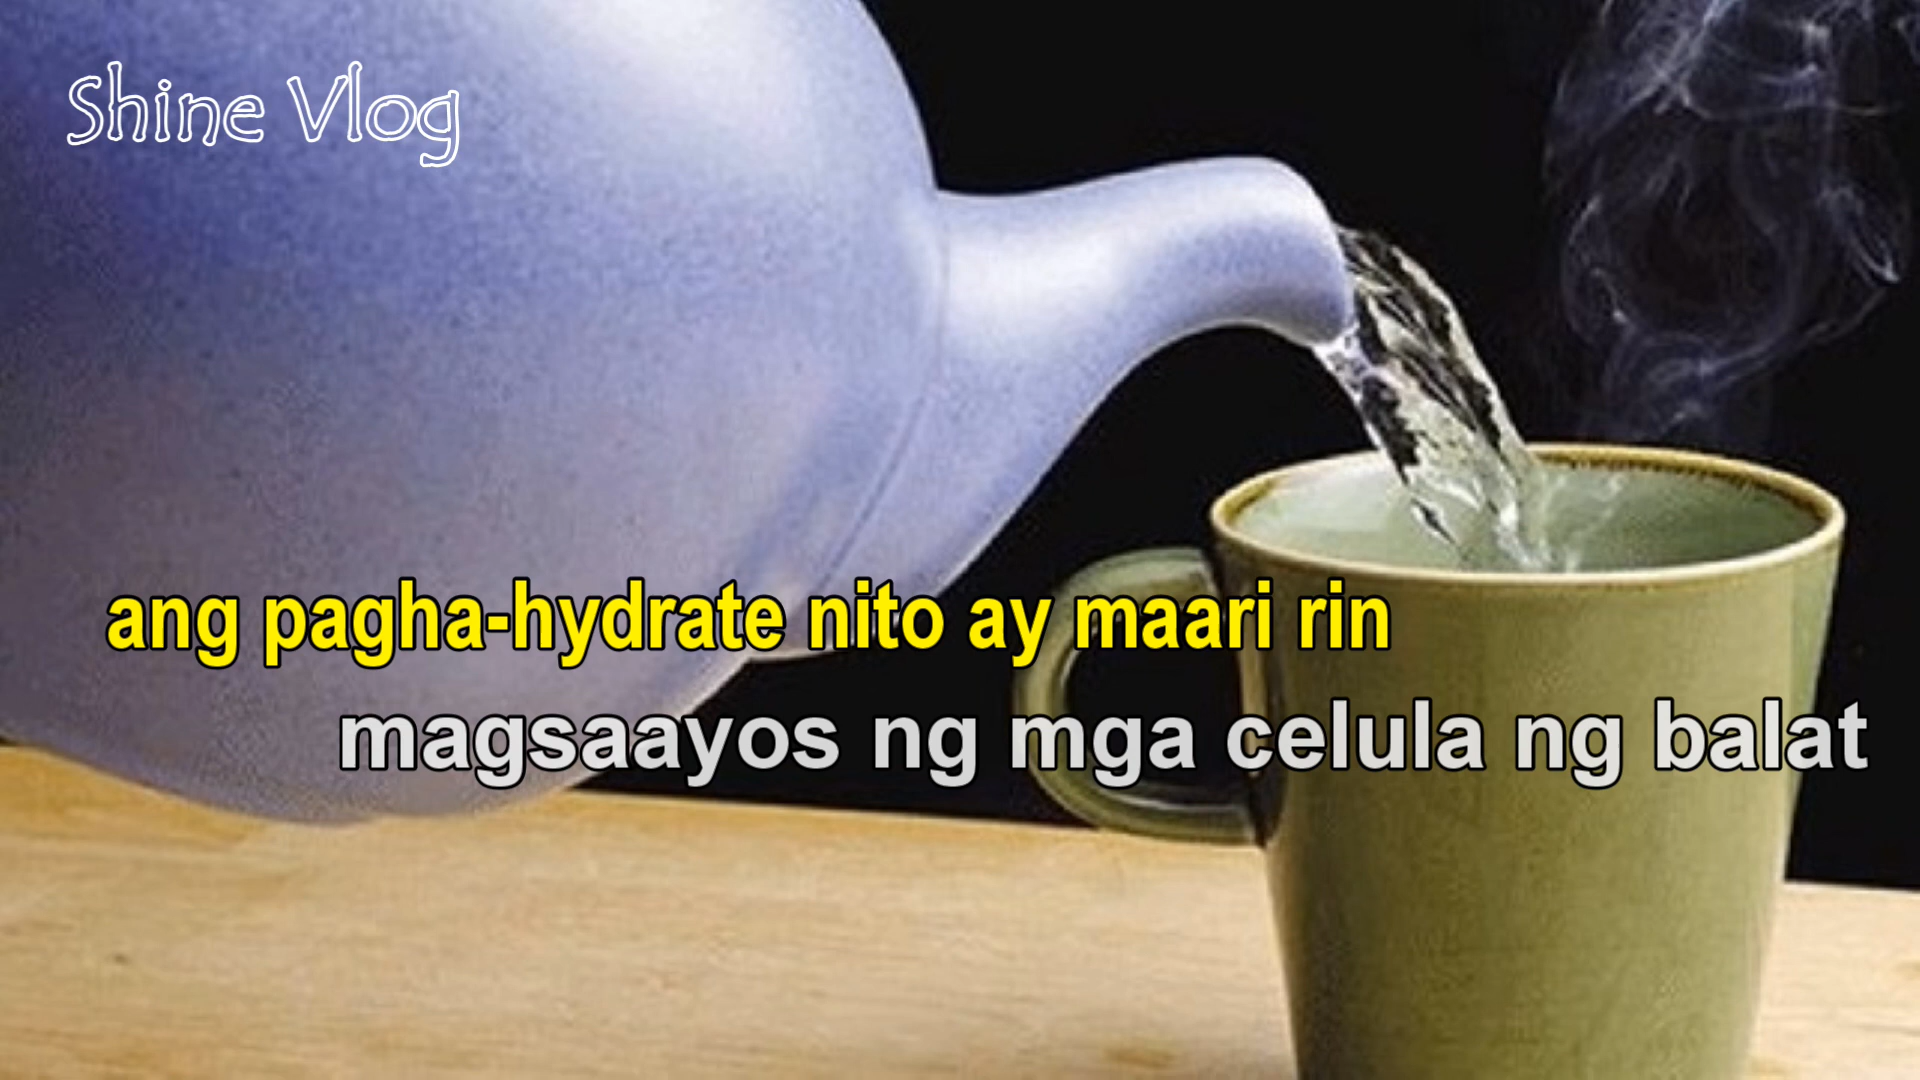 Shine Vlog
ang pagha-hydrate nito ay maari rin
magsaayos ng mga celula ng balat